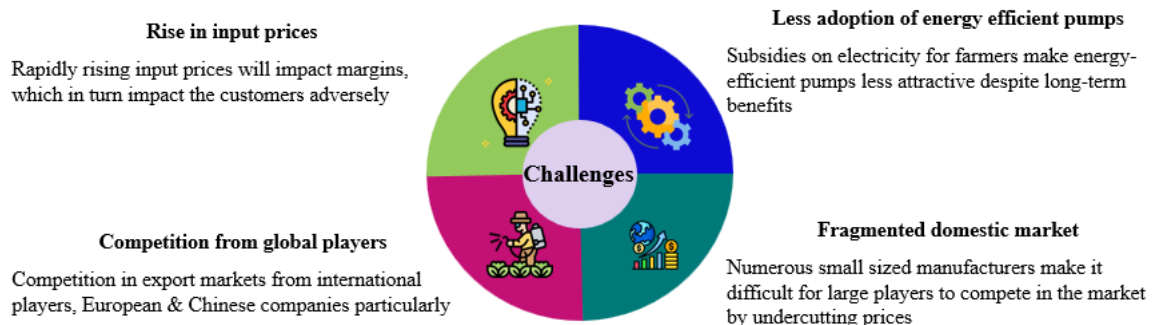 Rise in input prices
Rapidly rising input prices will impact margins,
which in turn impact the customers adversely
Less adoption of energy efficient pumps
Subsidies on electricity for farmers make energy-
efficient pumps less attractive despite long-term
benefits
Challenges
Competition from global players
Competition in export markets from international
players, European & Chinese companies particularly
Fragmented domestic market
Numerous small sized manufacturers make it
difficult for large players to compete in the market
by undercutting prices